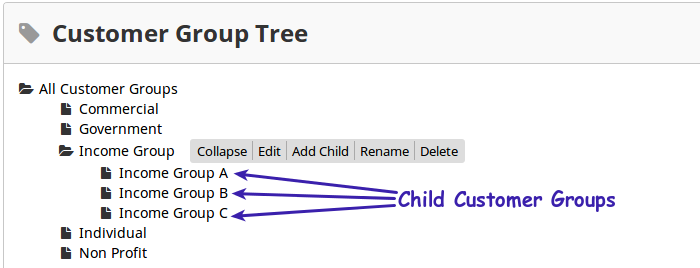 Customer Group Tree
All Customer Groups
Commercial
Government
Income Group Collapse Edit Add Child Rename Delete
Income Group A
Income Group B
Child Customer Groups
Income Group C
Individual
Non Profit